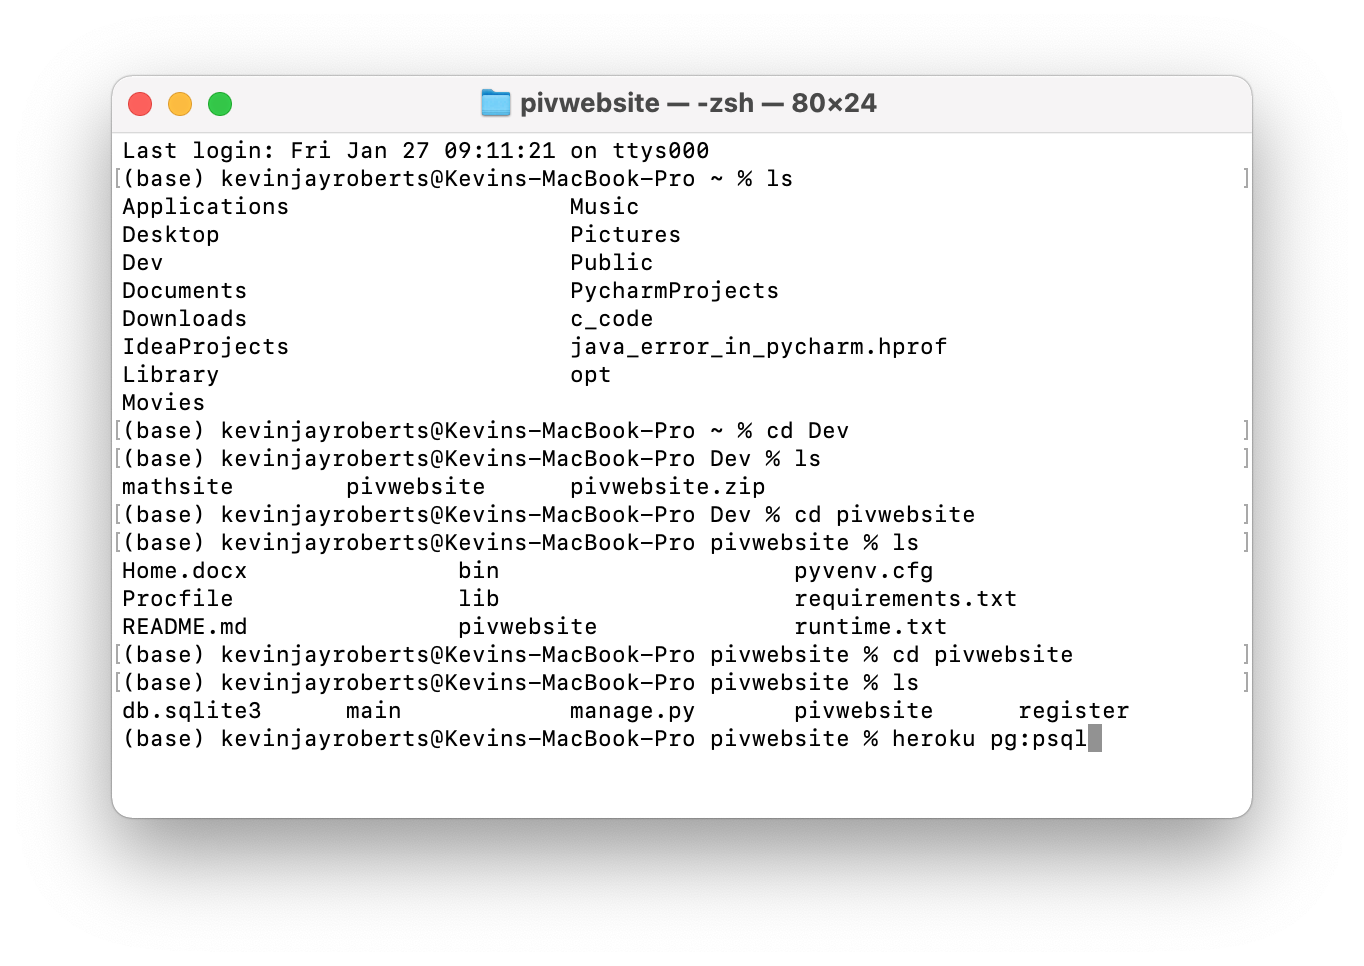 pivwebsite — -zsh — 80×24
Last login: Fri Jan 27 09:11:21 on ttys000
[(base) kevinjayroberts@Kevins-MacBook-Pro ~ % ls ]
Applications Music
Desktop Pictures
Dev Public
Documents PycharmProjects
Downloads c_code
IdeaProjects java_error_in_pycharm.hprof
Library opt
Movies
[(base) kevinjayroberts@Kevins-MacBook-Pro ~ % cd Dev ]
[(base) kevinjayroberts@Kevins-MacBook-Pro Dev % ls ]
mathsite pivwebsite pivwebsite.zip
[(base) kevinjayroberts@Kevins-MacBook-Pro Dev % cd pivwebsite ]
[(base) kevinjayroberts@Kevins-MacBook-Pro pivwebsite % ls ]
Home.docx bin pyvenv.cfg
Procfile lib requirements.txt
README.md pivwebsite runtime.txt
[(base) kevinjayroberts@Kevins-MacBook-Pro pivwebsite % cd pivwebsite ]
[(base) kevinjayroberts@Kevins-MacBook-Pro pivwebsite % ls ]
db.sqlite3 main manage.py pivwebsite register
(base) kevinjayroberts@Kevins-MacBook-Pro pivwebsite % heroku pg:psql